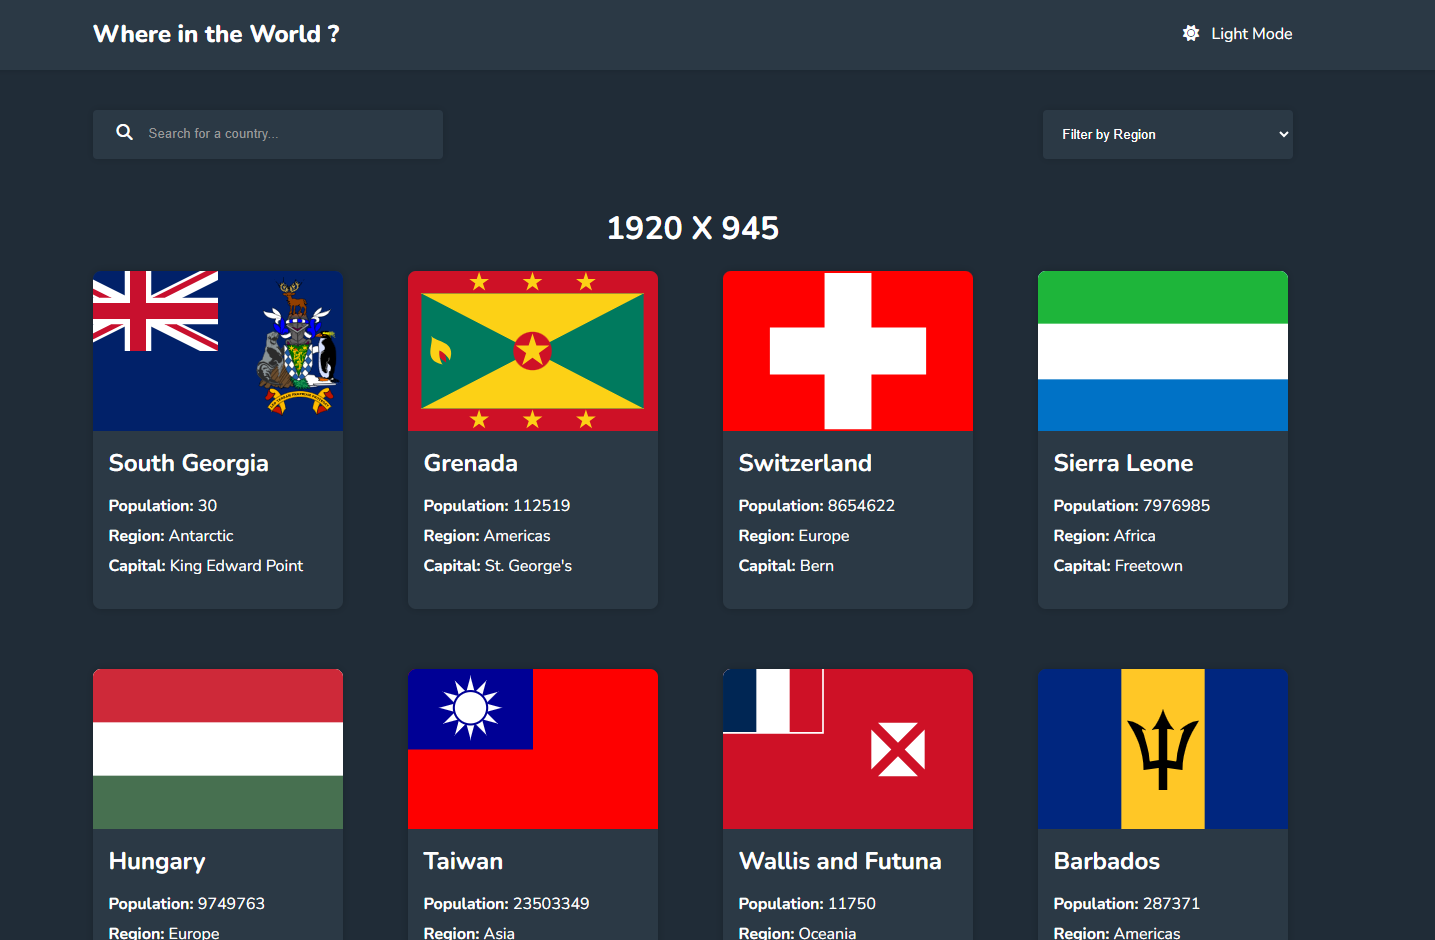 Where in the World ?
Light Mode
Search for a country...
Filter by Region
1920 X 945
South Georgia
Population: 30
Region: Antarctic
Capital: King Edward Point
Grenada
Population: 112519
Region: Americas
Capital: St. George's
Switzerland
Population: 8654622
Region: Europe
Capital: Bern
Sierra Leone
Population: 7976985
Region: Africa
Capital: Freetown
Hungary
Population: 9749763
Region: Europe
Taiwan
Population: 23503349
Region: Asia
Wallis and Futuna
Population: 11750
Region: Oceania
Barbados
Population: 287371
Region: Americas